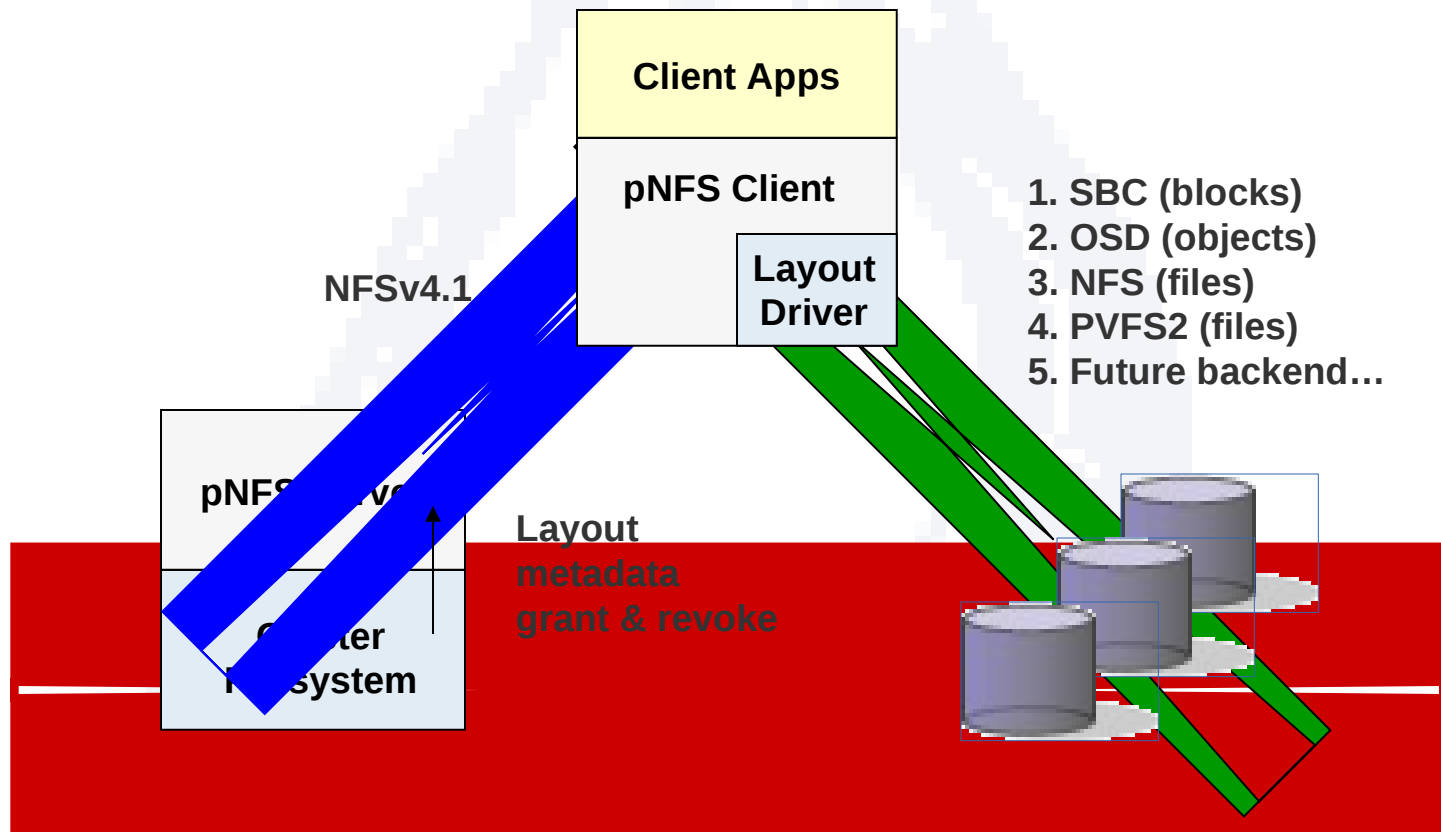 Client Apps
pNFS Client
Layout
Driver
NFSv4.1
1. SBC (blocks)
2. OSD (objects)
3. NFS (files)
4. PVFS2 (files)
5. Future backend…
Layout
metadata
grant & revoke